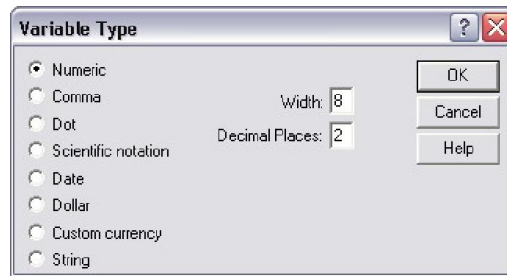 Variable Type
Numeric
Comma
Dot
Scientific notation
Date
Dollar
Custom currency
String
Width: 8
Decimal Places: 2
OK
Cancel
Help